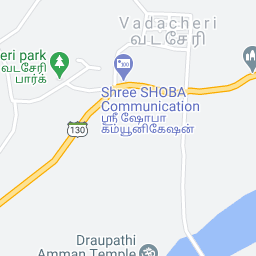 Vadacheri
வடசேரி
eri park
வடசேரி
பார்க்
Shree SHOBA
Communication
ஸ்ரீ ஷோபா
கம்யூனிகேஷன்
130
Draupathi
Amman Temple